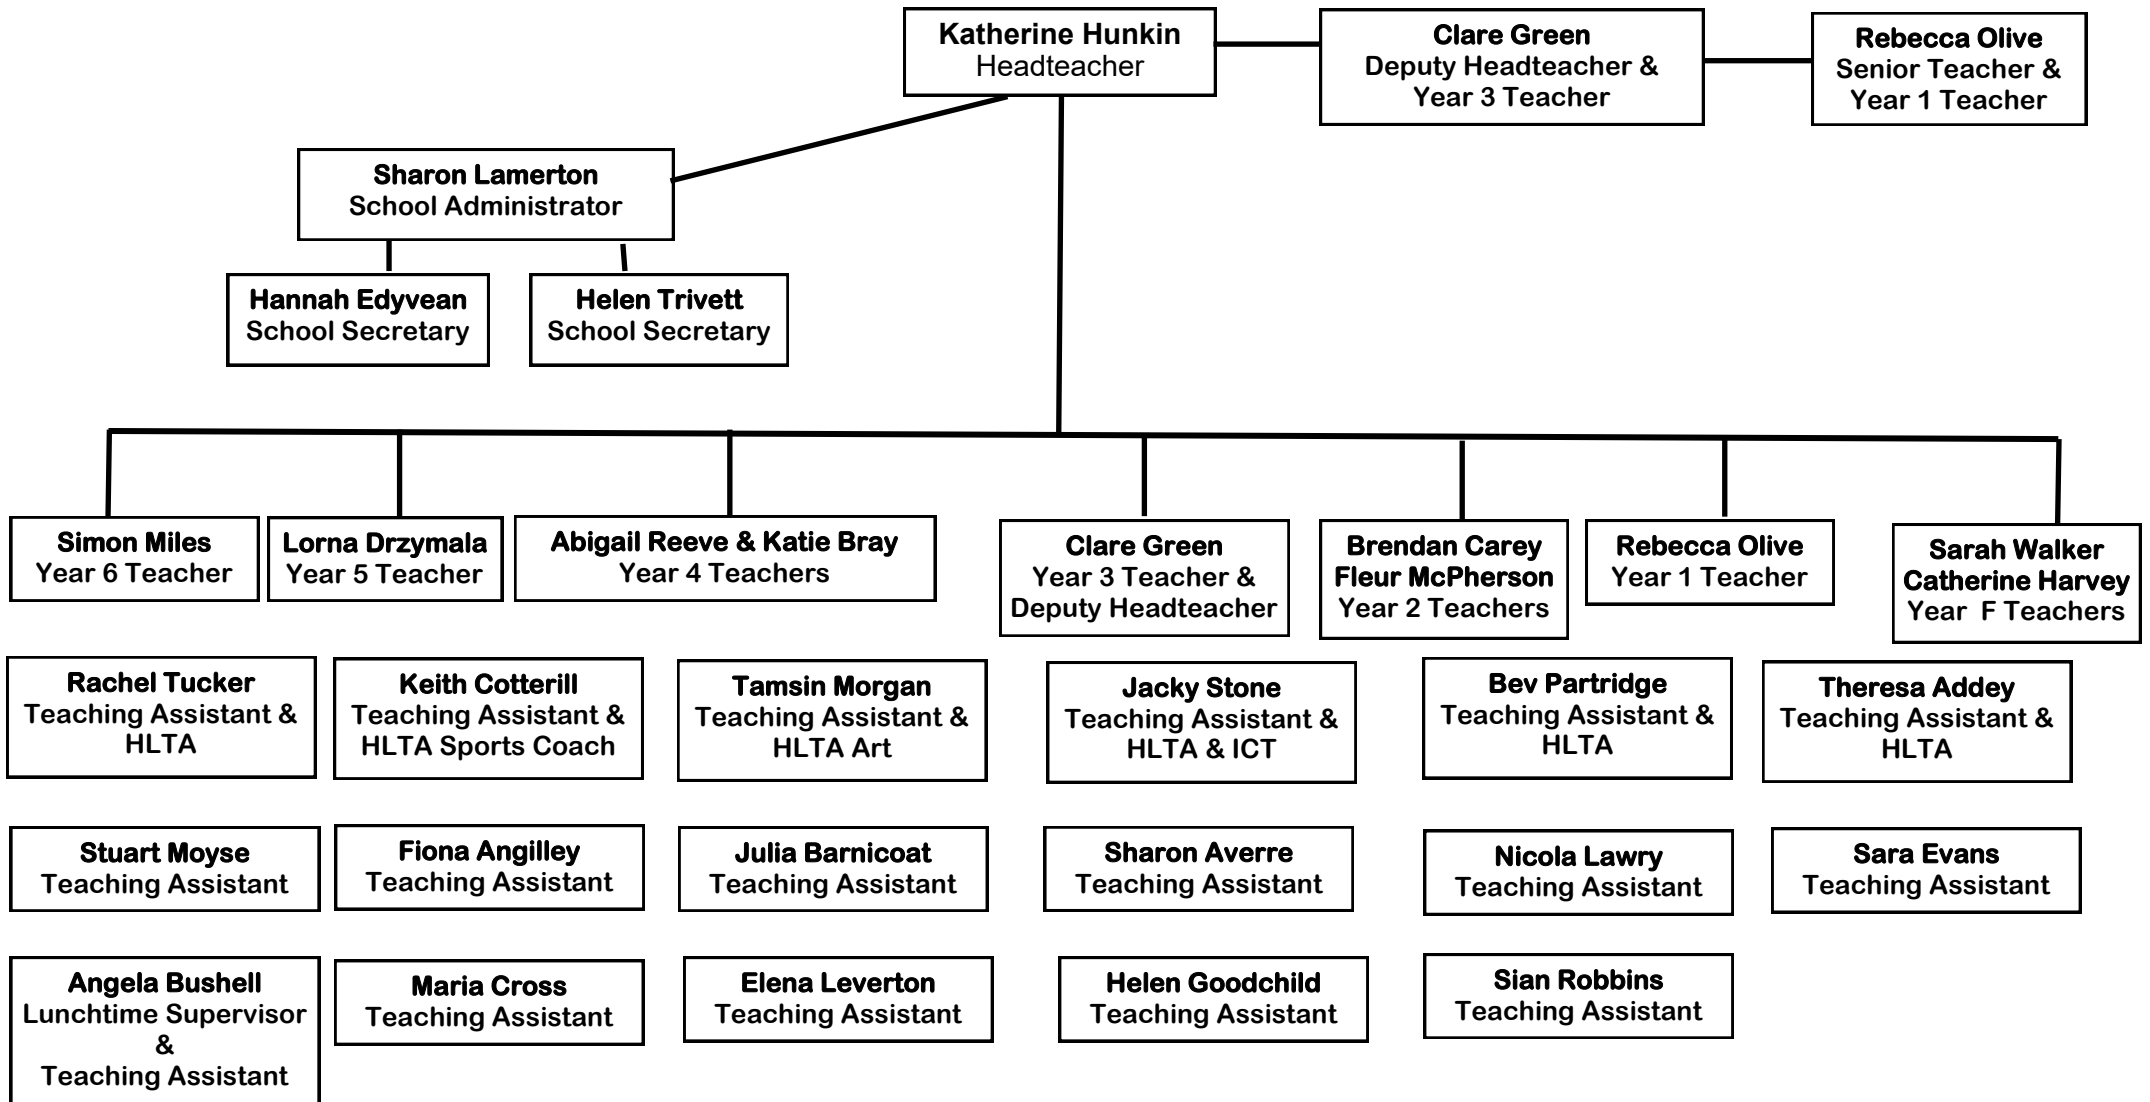 Katherine Hunkin
Headteacher
Clare Green
Deputy Headteacher &
Year 3 Teacher
Rebecca Olive
Senior Teacher &
Year 1 Teacher
Sharon Lamerton
School Administrator
Hannah Edyvean
School Secretary
Helen Trivett
School Secretary
Simon Miles
Year 6 Teacher
Lorna Drzymala
Year 5 Teacher
Abigail Reeve & Katie Bray
Year 4 Teachers
Clare Green
Year 3 Teacher &
Deputy Headteacher
Brendan Carey
Fleur McPherson
Year 2 Teachers
Rebecca Olive
Year 1 Teacher
Sarah Walker
Catherine Harvey
Year F Teachers
Rachel Tucker
Teaching Assistant &
HLTA
Keith Cotterill
Teaching Assistant &
HLTA Sports Coach
Tamsin Morgan
Teaching Assistant &
HLTA Art
Jacky Stone
Teaching Assistant &
HLTA & ICT
Bev Partridge
Teaching Assistant &
HLTA
Theresa Addey
Teaching Assistant &
HLTA
Stuart Moyse
Teaching Assistant
Fiona Angilley
Teaching Assistant
Julia Barnicoat
Teaching Assistant
Sharon Averre
Teaching Assistant
Nicola Lawry
Teaching Assistant
Sara Evans
Teaching Assistant
Angela Bushell
Lunchtime Supervisor
&
Teaching Assistant
Maria Cross
Teaching Assistant
Elena Leverton
Teaching Assistant
Helen Goodchild
Teaching Assistant
Sian Robbins
Teaching Assistant